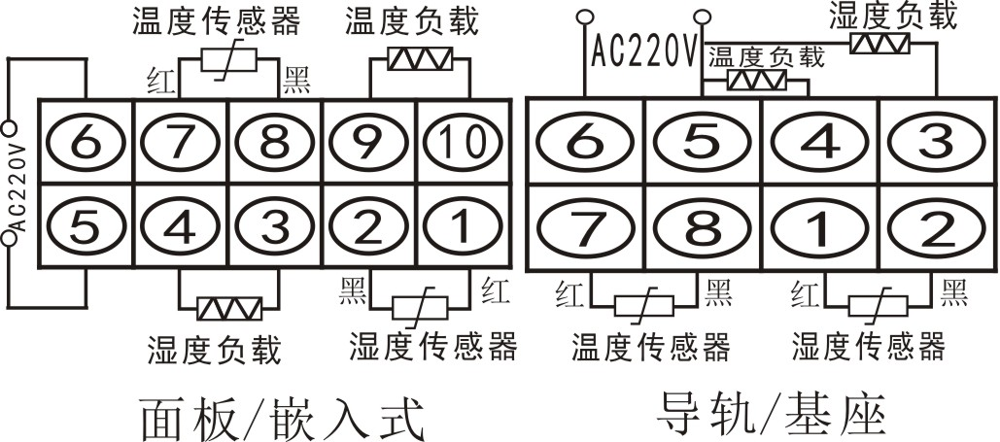 温度传感器 温度负载
红 黑
AC220V
6 7 8 9 10
5 4 3 2 1
黑 红
湿度负载 湿度传感器
面板/嵌入式
湿度负载
AC220V 温度负载
6 5 4 3
7 8 1 2
红 黑 红 黑
温度传感器 湿度传感器
导轨/基座